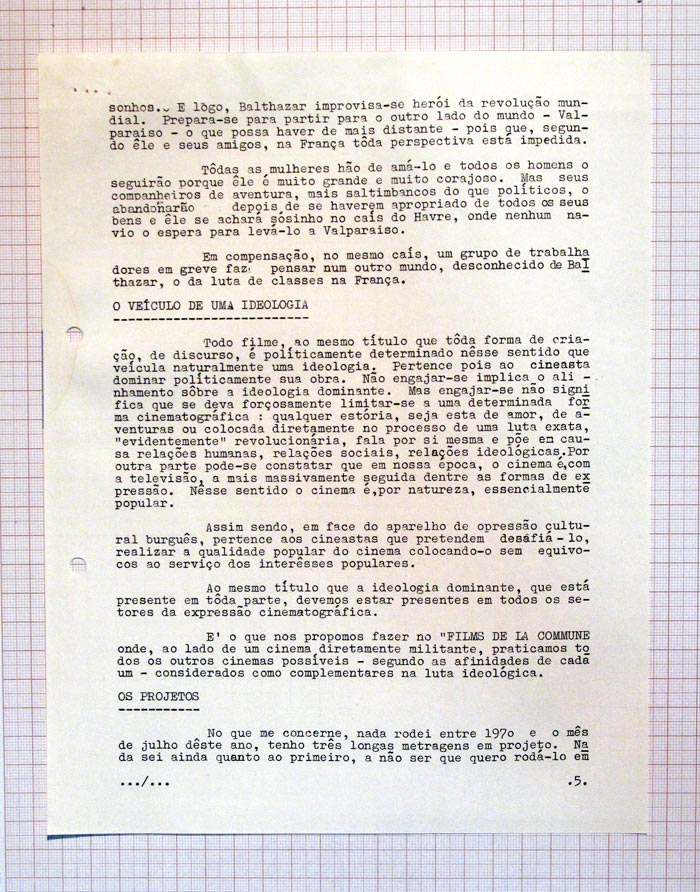 sonhos.. E lògo, Balthazar improvisa-se herói da revolução mun-
dial. Prepara-se para partir para o outro lado do mundo - Val-
paraiso - o que possa haver de mais distante - pois que, segun-
do êle e seus amigos, na França tôda perspectiva está impedida.
Tôdas as mulheres hão de amá-lo e todos os homens o
seguirão porque êle é muito grande e muito corajoso. Mas seus
companheiros de aventura, mais saltimbancos do que políticos, o
abandonarão depois de se haverem apropriado de todos os seus
bens e êle se achará sòsinho no cais do Havre, onde nenhum na-
vio o espera para levá-lo a Valparaiso.
Em compensação, no mesmo cais, um grupo de trabalha
dores em greve faz pensar num outro mundo, desconhecido de Bal
thazar, o da luta de classes na França.
O VEÍCULO DE UMA IDEOLOGIA
--------------------------
Todo filme, ao mesmo título que tôda forma de cria-
ção, de discurso, é politicamente determinado nêsse sentido que
veícula naturalmente uma ideologia. Pertence pois ao cineasta
dominar politicamente sua obra. Não engajar-se implica o ali -
nhamento sôbre a ideologia dominante. Mas engajar-se não signi
fica que se deva forçosamente limitar-se a uma determinada for
ma cinematográfica : qualquer estória, seja esta de amor, de a-
venturas ou colocada diretamente no processo de uma luta exata,
"evidentemente" revolucionária, fala por si mesma e põe em cau-
sa relações humanas, relações sociais, relações ideológicas.Por
outra parte pode-se constatar que em nossa época, o cinema é,com
a televisão, a mais massivamente seguida dentre as formas de ex
pressão. Nêsse sentido o cinema é,por natureza, essencialmente
popular.
Assim sendo, em face do aparelho de opressão cultu-
ral burguês, pertence aos cineastas que pretendem desáfiá - lo,
realizar a qualidade popular do cinema colocando-o sem equivo-
cos ao serviço dos interêsses populares.
Ao mesmo título que a ideologia dominante, que está
presente em tôda parte, devemos estar presentes em todos os se-
tores da expressão cinematográfica.
E' o que nos propomos fazer no "FILMS DE LA COMMUNE
onde, ao lado de um cinema diretamente militante, praticamos to
dos os outros cinemas possíveis - segundo as afinidades de cada
um - considerados como complementares na luta ideológica.
OS PROJETOS
-----------
No que me concerne, nada rodei entre 1970 e o mês
de julho dêste ano, tenho três longas metragens em projeto. Na
da sei ainda quanto ao primeiro, a não ser que quero rodá-lo em
.../... .5.